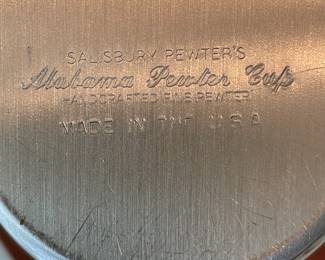 SALISBURY PEWTER'S
Alabama Pewter Cup
HANDCRAFTED FINE PEWTER
MADE IN THE U S A